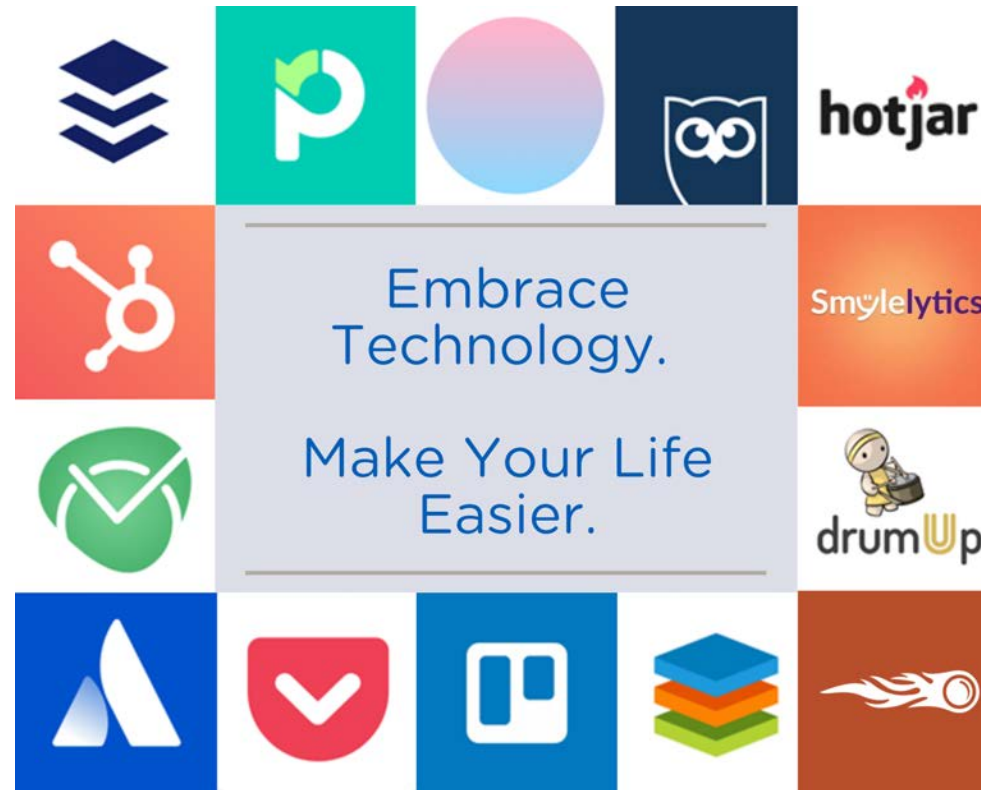 hotjar
Embrace
Technology.
Make Your Life
Easier.
Smylelytics
drumUp